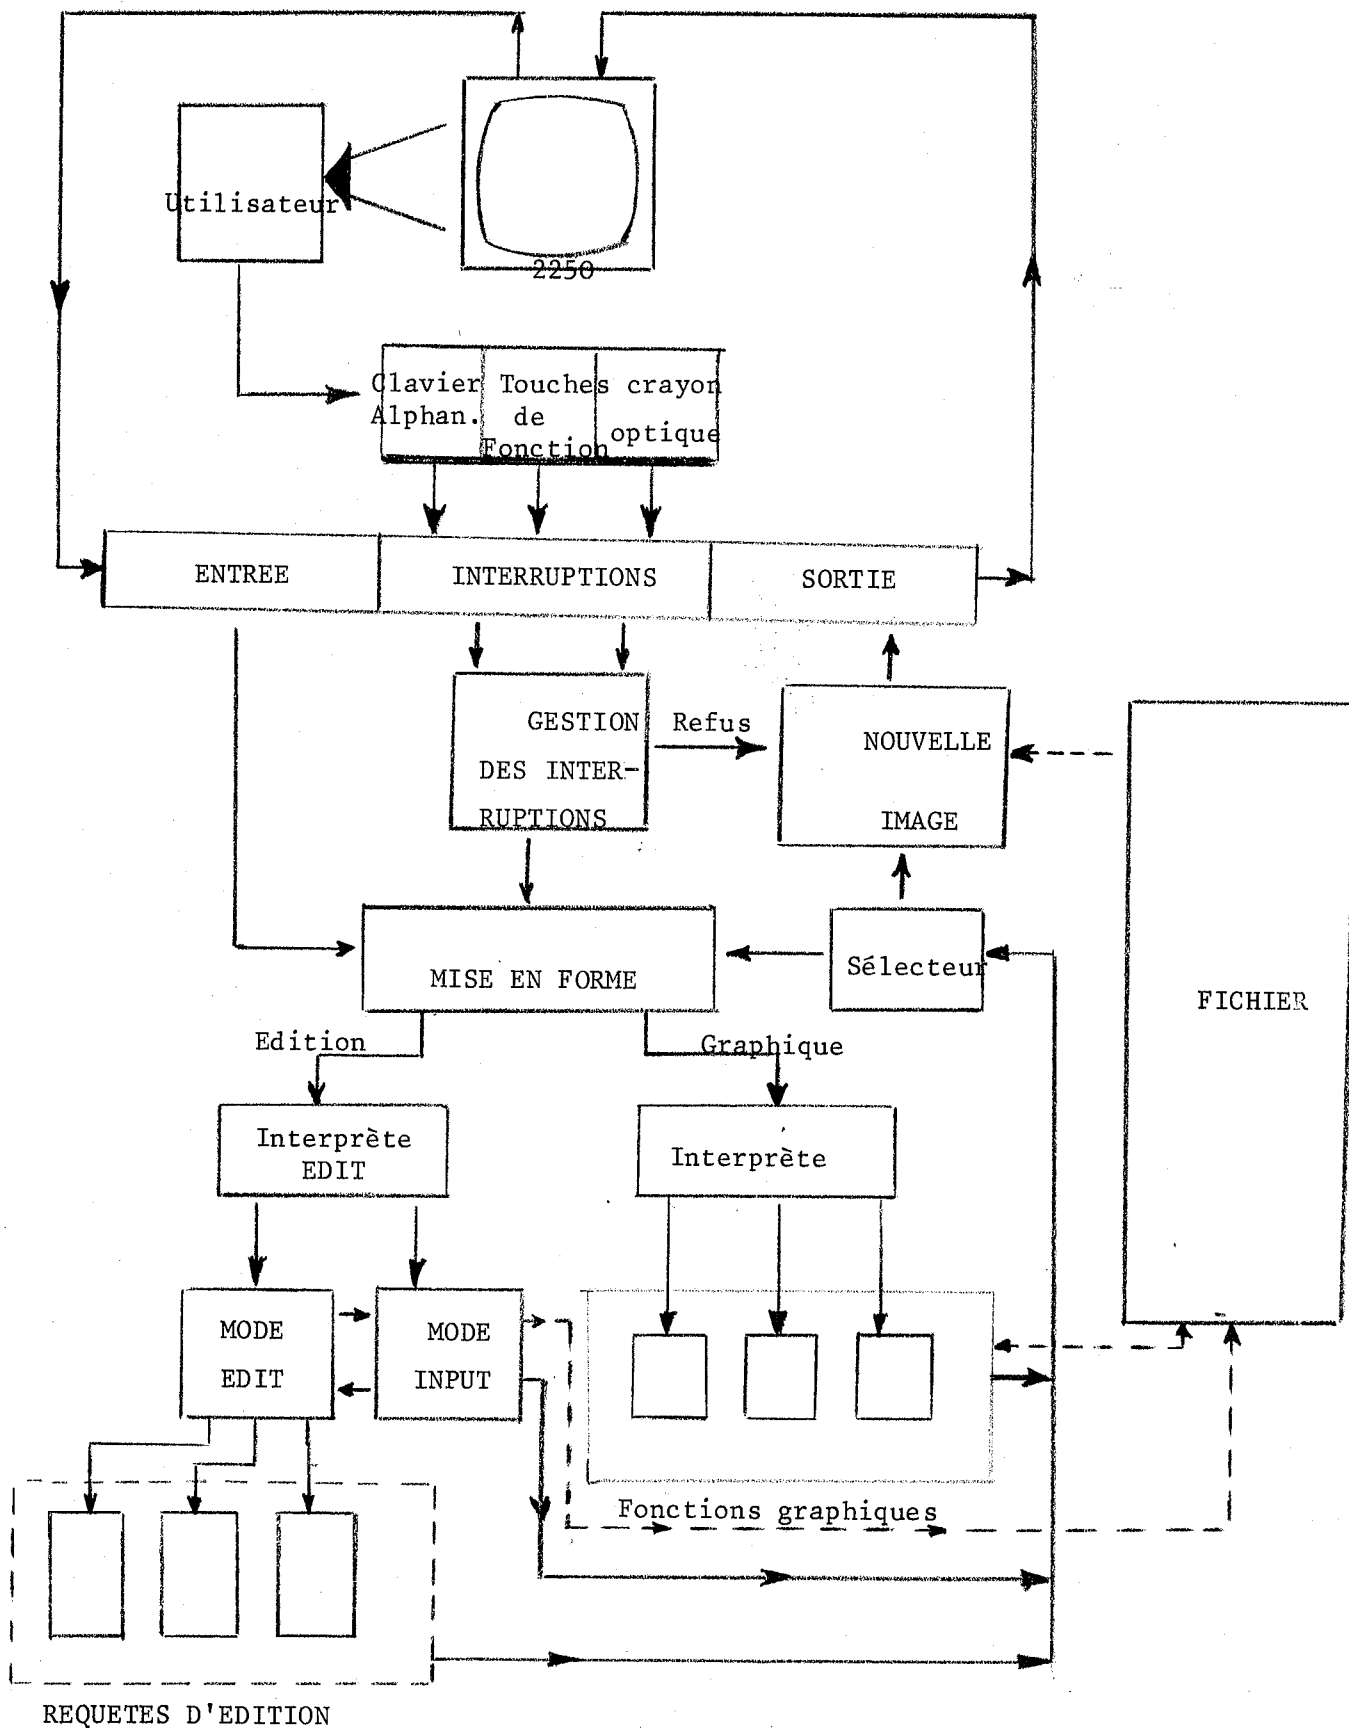 Utilisateur
2250
Clavier
Alphan.
Touches
de
Fonction
crayon
optique
ENTREE
INTERRUPTIONS
SORTIE
GESTION
DES INTER-
RUPTIONS
Refus
NOUVELLE
IMAGE
MISE EN FORME
Sélecteur
FICHIER
Edition
Graphique
Interprète
EDIT
Interprète
MODE
EDIT
MODE
INPUT
Fonctions graphiques
REQUETES D'EDITION